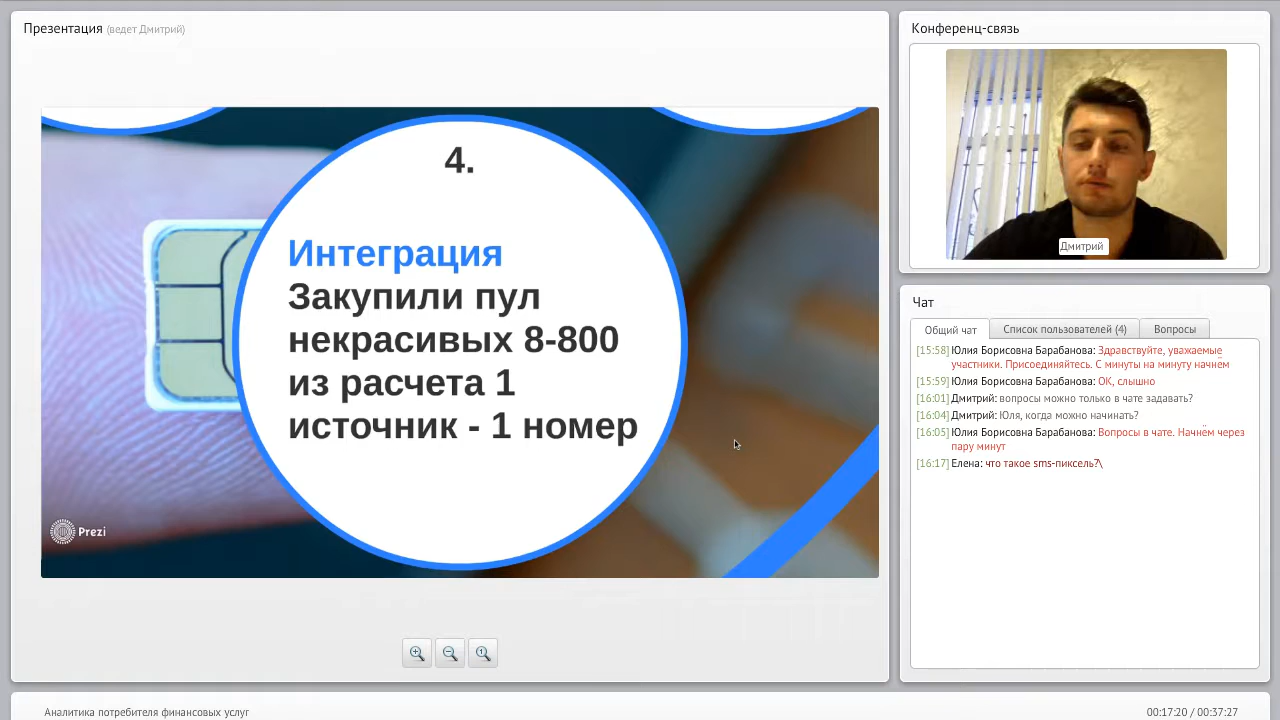 Презентация (ведет Дмитрий)
4.
Интеграция
Закупили пул
некрасивых 8-800
из расчета 1
источник - 1 номер
Prezi
Конференц-связь
Дмитрий
Чат
Общий чат
Список пользователей (4)
Вопросы
[15:58] Юлия Борисовна Барабанова: Здравствуйте, уважаемые
участники. Присоединяйтесь. С минуты на минуту начнём
[15:59] Юлия Борисовна Барабанова: ОК, слышно
[16:01] Дмитрий: вопросы можно только в чате задавать?
[16:04] Дмитрий: Юля, когда можно начинать?
[16:05] Юлия Борисовна Барабанова: Вопросы в чате. Начнём через
пару минут
[16:17] Елена: что такое sms-пиксель?\
Аналитика потребителя финансовых услуг
00:17:20 / 00:37:27